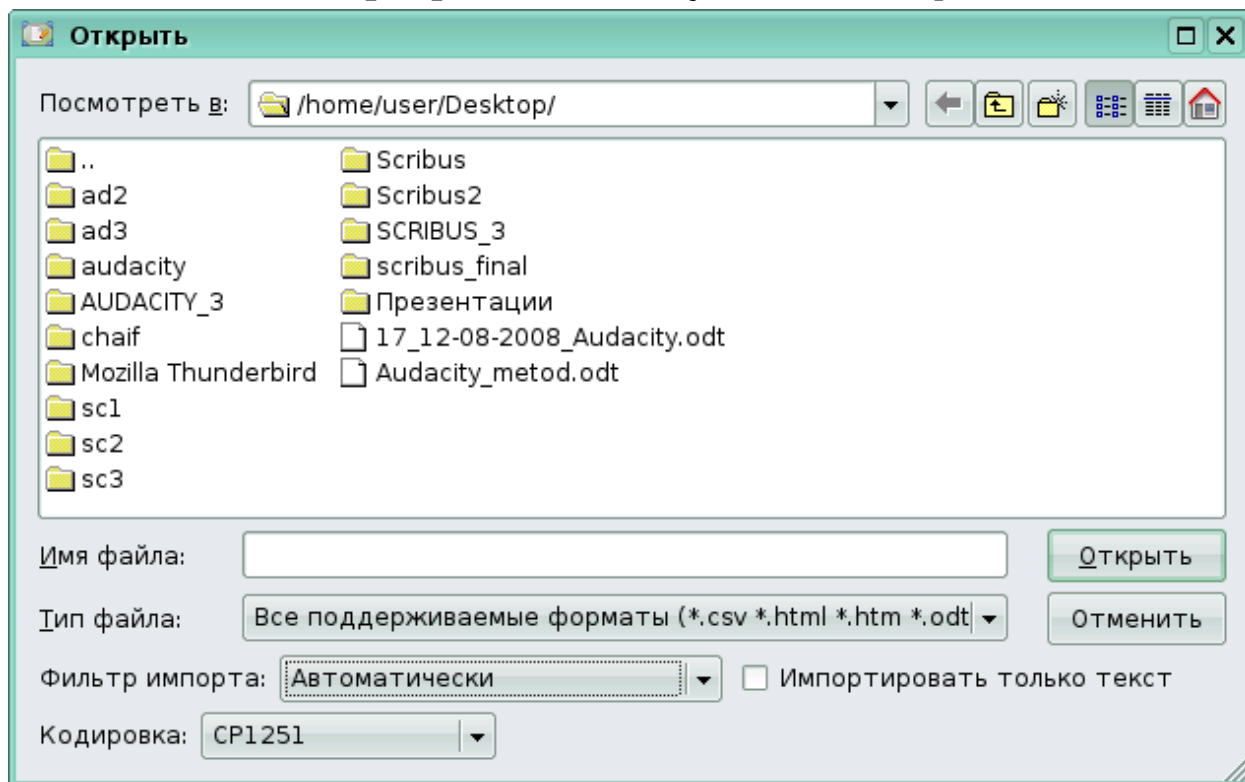 Открыть
Посмотреть в: /home/user/Desktop/
.. Scribus
ad2 Scribus2
ad3 SCRIBUS_3
audacity scribus_final
AUDACITY_3 Презентации
chaif 17_12-08-2008_Audacity.odt
Mozilla Thunderbird Audacity_metod.odt
sc1
sc2
sc3
Имя файла: Открыть
Тип файла: Все поддерживаемые форматы (*.csv *.html *.htm *.odt Отменить
Фильтр импорта: Автоматически Импортировать только текст
Кодировка: CP1251